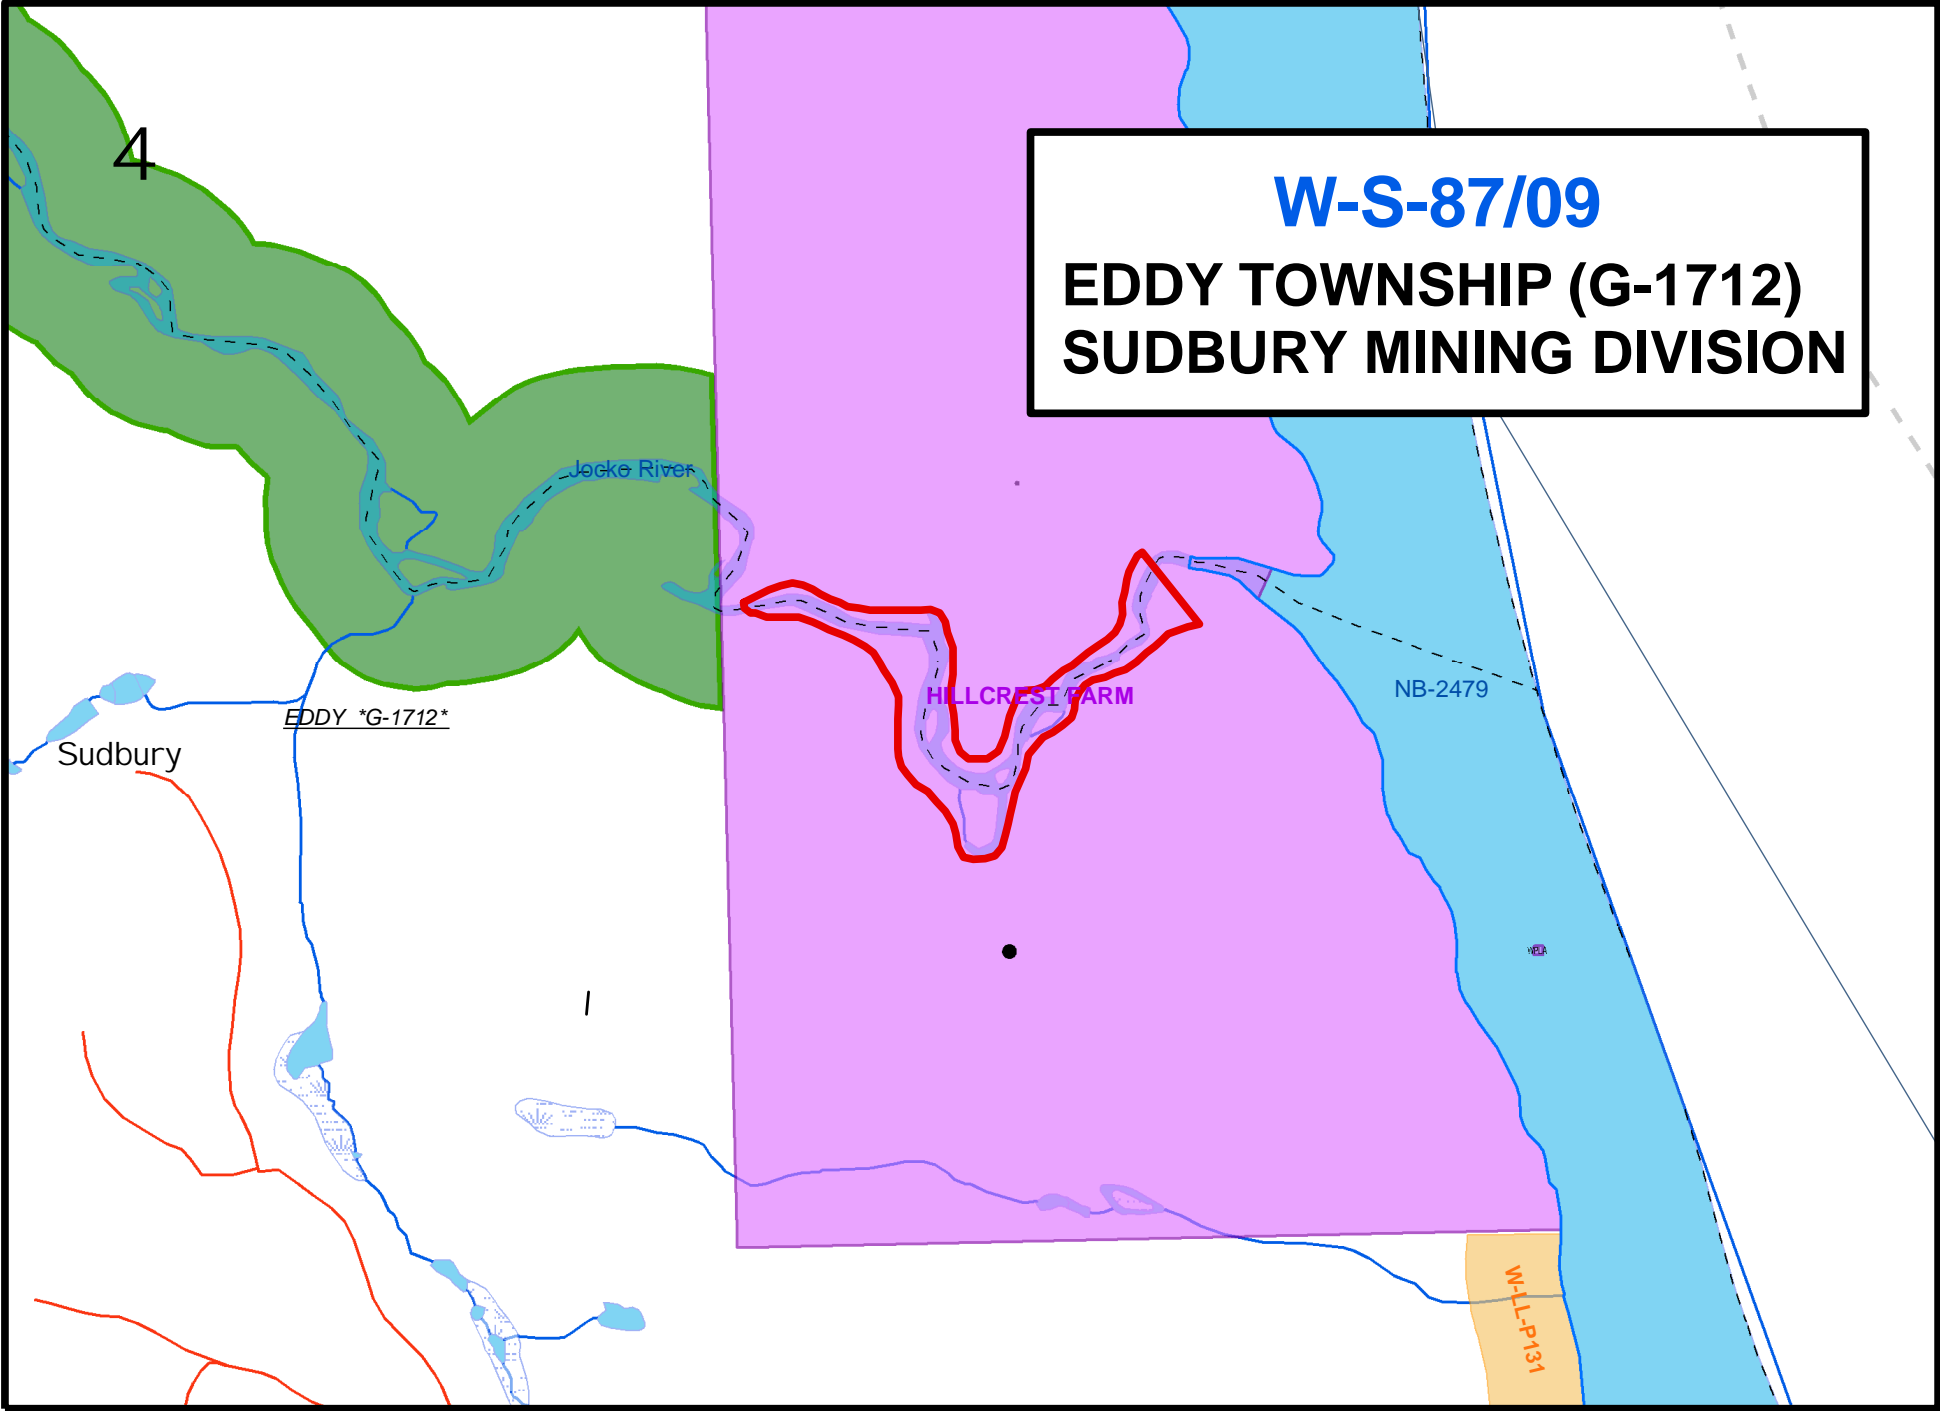 4
W-S-87/09
EDDY TOWNSHIP (G-1712)
SUDBURY MINING DIVISION
Jocko River
HILLCREST FARM
NB-2479
EDDY *G-1712*
Sudbury
W-LL-P131